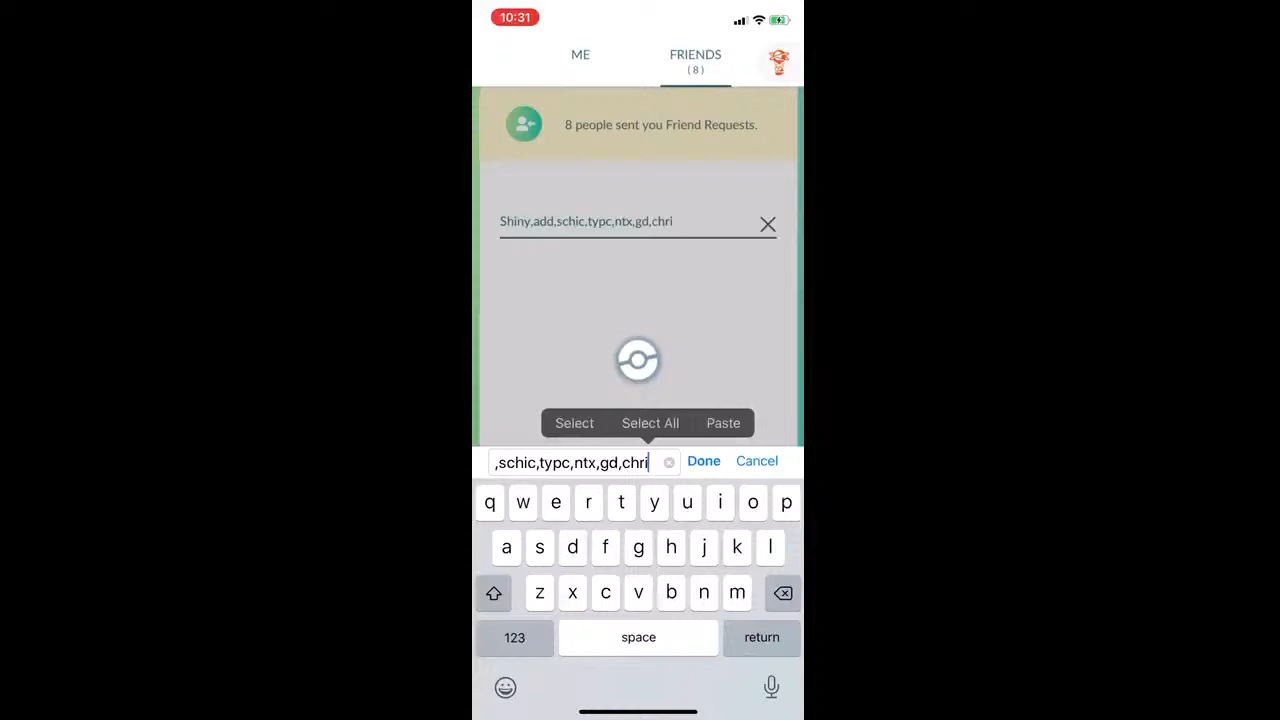 10:31
ME
FRIENDS
(8)
8 people sent you Friend Requests.
Shiny,add,schic,typc,ntx,gd,chri
Select Select All Paste
,schic,typc,ntx,gd,chri Done Cancel
q w e r t y u i o p
a s d f g h j k l
z x c v b n m
123 space return